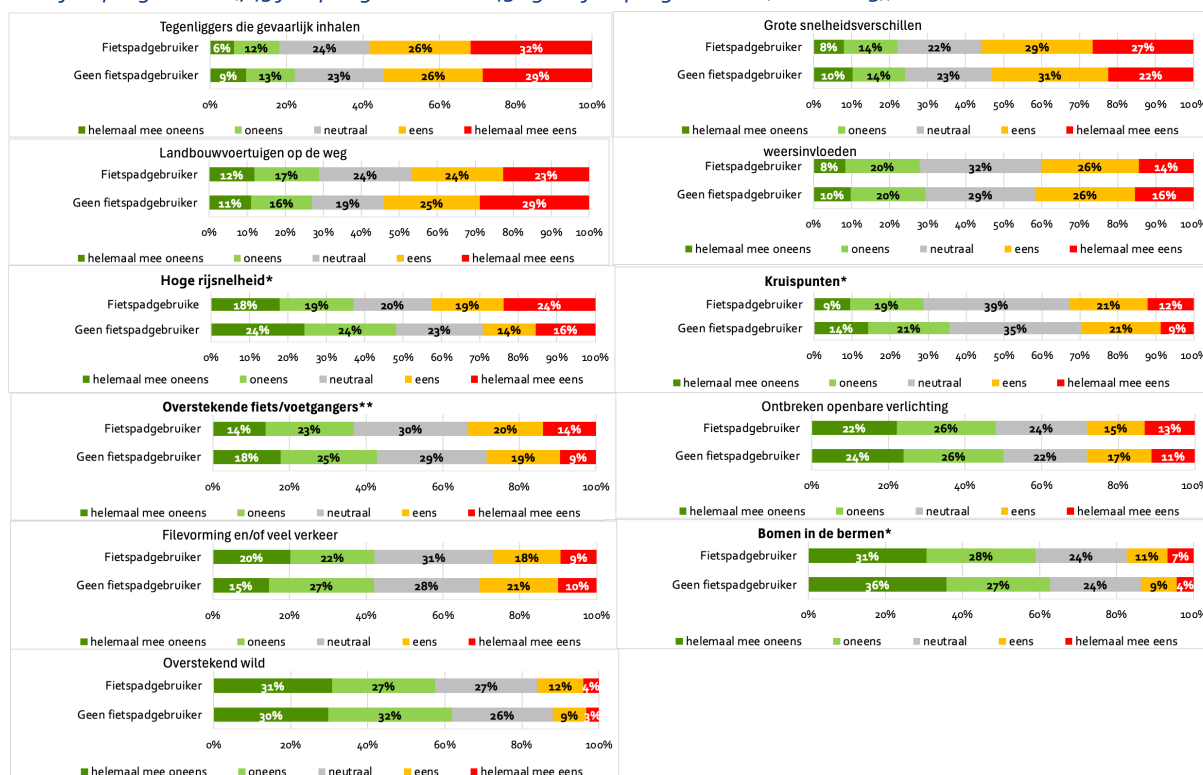 Tegenliggers die gevaarlijk inhalen
Fietspadgebruiker 6% 12% 24% 26% 32%
Geen fietspadgebruiker 9% 13% 23% 26% 29%
0% 20% 40% 60% 80% 100%
helemaal mee oneens oneens neutraal eens helemaal mee eens
Grote snelheidsverschillen
Fietspadgebruiker 8% 14% 22% 29% 27%
Geen fietspadgebruiker 10% 14% 23% 31% 22%
0% 10% 20% 30% 40% 50% 60% 70% 80% 90% 100%
helemaal mee oneens oneens neutraal eens helemaal mee eens
Landbouwvoertuigen op de weg
Fietspadgebruiker 12% 17% 24% 24% 23%
Geen fietspadgebruiker 11% 16% 19% 25% 29%
0% 10% 20% 30% 40% 50% 60% 70% 80% 90% 100%
helemaal mee oneens oneens neutraal eens helemaal mee eens
weersinvloeden
Fietspadgebruiker 8% 20% 32% 26% 14%
Geen fietspadgebruiker 10% 20% 29% 26% 16%
0% 10% 20% 30% 40% 50% 60% 70% 80% 90% 100%
helemaal mee oneens oneens neutraal eens helemaal mee eens
Hoge rijsnelheid*
Fietspadgebruike 18% 19% 20% 19% 24%
Geen fietspadgebruiker 24% 24% 23% 14% 16%
0% 10% 20% 30% 40% 50% 60% 70% 80% 90% 100%
helemaal mee oneens oneens neutraal eens helemaal mee eens
Kruispunten*
Fietspadgebruiker 9% 19% 39% 21% 12%
Geen fietspadgebruiker 14% 21% 35% 21% 9%
0% 10% 20% 30% 40% 50% 60% 70% 80% 90% 100%
helemaal mee oneens oneens neutraal eens helemaal mee eens
Overstekende fiets/voetgangers**
Fietspadgebruiker 14% 23% 30% 20% 14%
Geen fietspadgebruiker 18% 25% 29% 19% 9%
0% 20% 40% 60% 80% 100%
helemaal mee oneens oneens neutraal eens helemaal mee eens
Ontbreken openbare verlichting
Fietspadgebruiker 22% 26% 24% 15% 13%
Geen fietspadgebruiker 24% 26% 22% 17% 11%
0% 20% 40% 60% 80% 100%
helemaal mee oneens oneens neutraal eens helemaal mee eens
Filevorming en/of veel verkeer
Fietspadgebruiker 20% 22% 31% 18% 9%
Geen fietspadgebruiker 15% 27% 28% 21% 10%
0% 20% 40% 60% 80% 100%
helemaal mee oneens oneens neutraal eens helemaal mee eens
Bomen in de bermen*
Fietspadgebruiker 31% 28% 24% 11% 7%
Geen fietspadgebruiker 36% 27% 24% 9% 4%
0% 20% 40% 60% 80% 100%
helemaal mee oneens oneens neutraal eens helemaal mee eens
Overstekend wild
Fietspadgebruiker 31% 27% 27% 12% 4%
Geen fietspadgebruiker 30% 32% 26% 9% 3%
0% 20% 40% 60% 80% 100%
helemaal mee oneens oneens neutraal eens helemaal mee eens